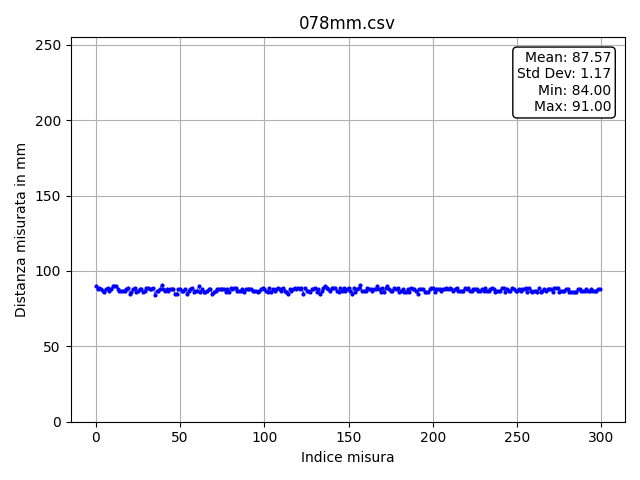 078mm.csv
Mean: 87.57
Std Dev: 1.17
Min: 84.00
Max: 91.00
250
200
150
100
50
0
Distanza misurata in mm
0 50 100 150 200 250 300
Indice misura